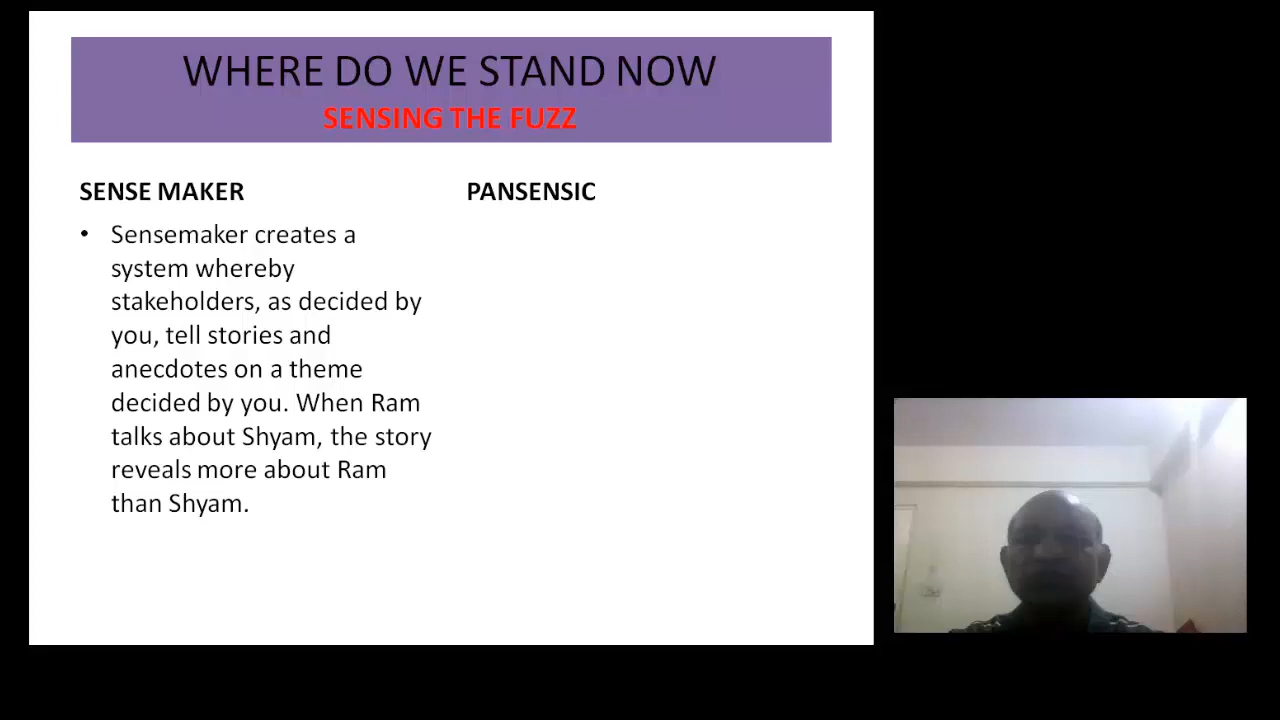 WHERE DO WE STAND NOW
SENSING THE FUZZ
SENSE MAKER
• Sensemaker creates a
system whereby
stakeholders, as decided by
you, tell stories and
anecdotes on a theme
decided by you. When Ram
talks about Shyam, the story
reveals more about Ram
than Shyam.
PANSENSIC